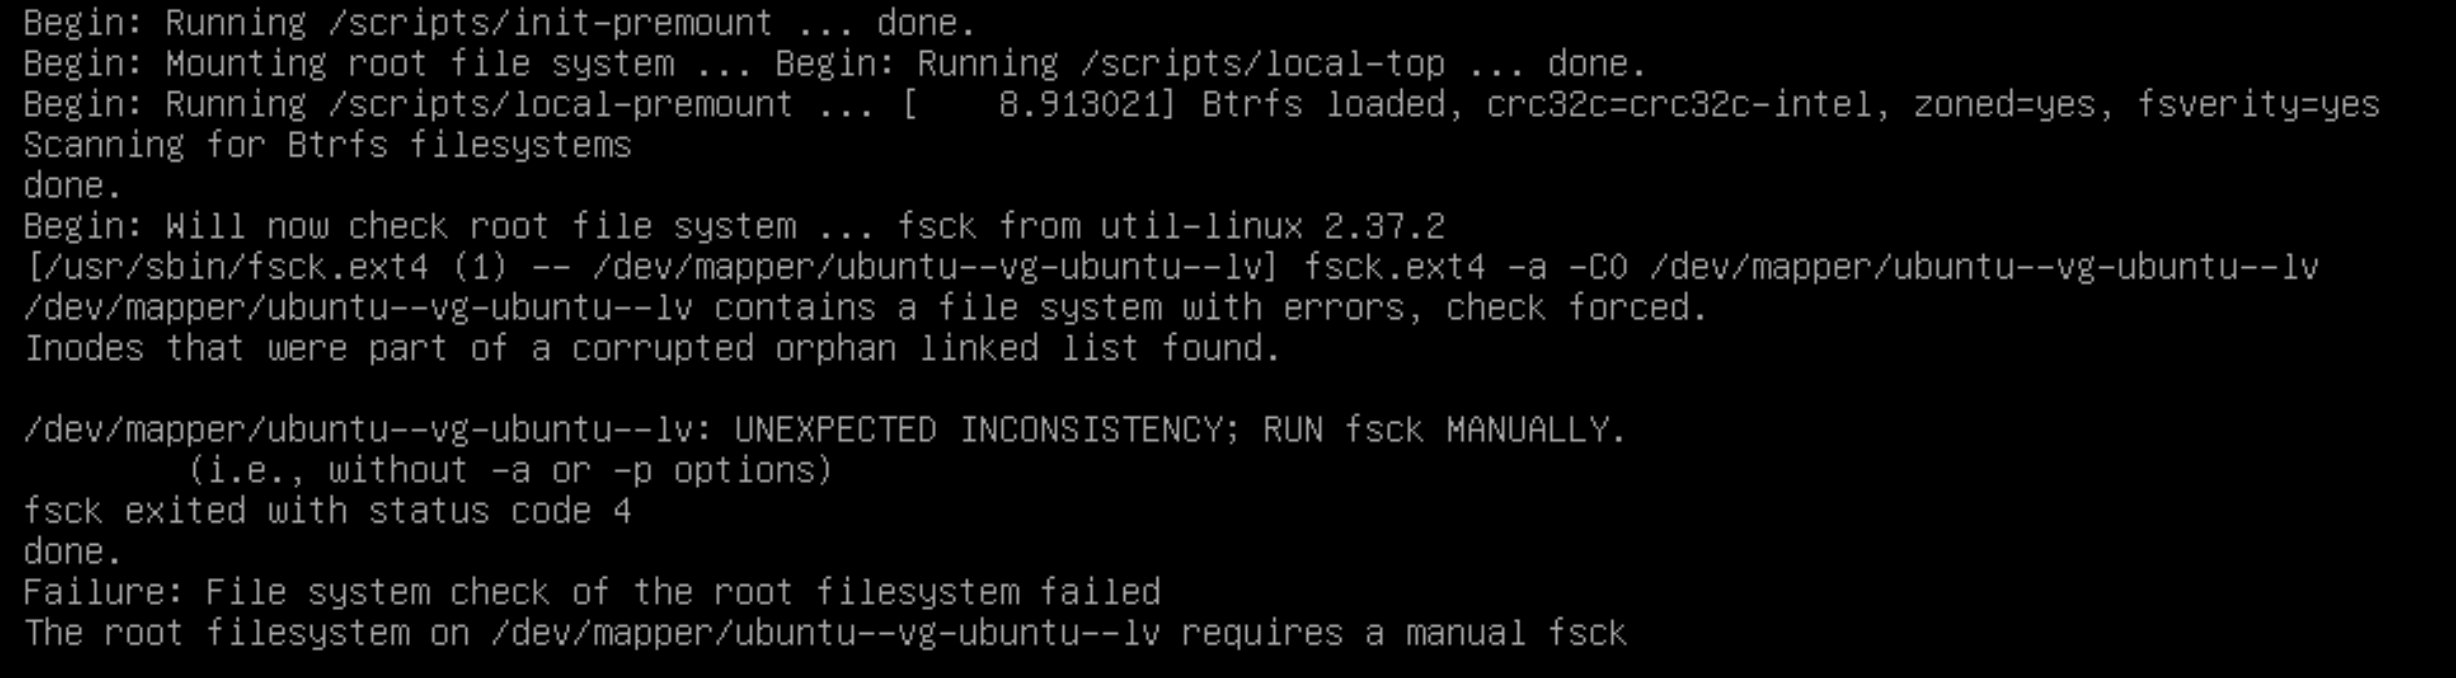 Begin: Running /scripts/init-premount ... done.
Begin: Mounting root file system ... Begin: Running /scripts/local-top ... done.
Begin: Running /scripts/local-premount ... [    8.913021] Btrfs loaded, crc32c=crc32c-intel, zoned=yes, fsverity=yes
Scanning for Btrfs filesystems
done.
Begin: Will now check root file system ... fsck from util-linux 2.37.2
[/usr/sbin/fsck.ext4 (1) -- /dev/mapper/ubuntu--vg-ubuntu--lv] fsck.ext4 -a -C0 /dev/mapper/ubuntu--vg-ubuntu--lv
/dev/mapper/ubuntu--vg-ubuntu--lv contains a file system with errors, check forced.
Inodes that were part of a corrupted orphan linked list found.

/dev/mapper/ubuntu--vg-ubuntu--lv: UNEXPECTED INCONSISTENCY; RUN fsck MANUALLY.
        (i.e., without -a or -p options)
fsck exited with status code 4
done.
Failure: File system check of the root filesystem failed
The root filesystem on /dev/mapper/ubuntu--vg-ubuntu--lv requires a manual fsck